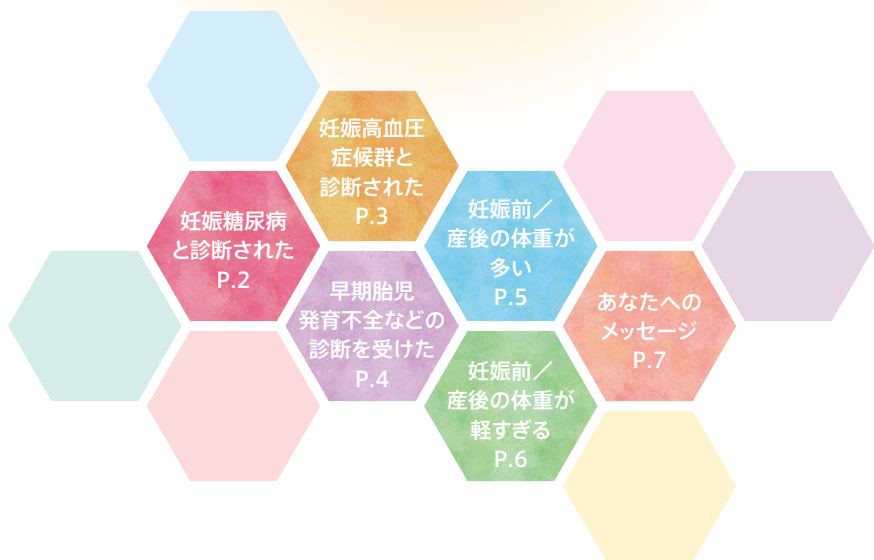 妊娠糖尿病
と診断された
P.2
妊娠高血圧
症候群と
診断された
P.3
早期胎児
発育不全などの
診断を受けた
P.4
妊娠前／
産後の体重が
多い
P.5
妊娠前／
産後の体重が
軽すぎる
P.6
あなたへの
メッセージ
P.7